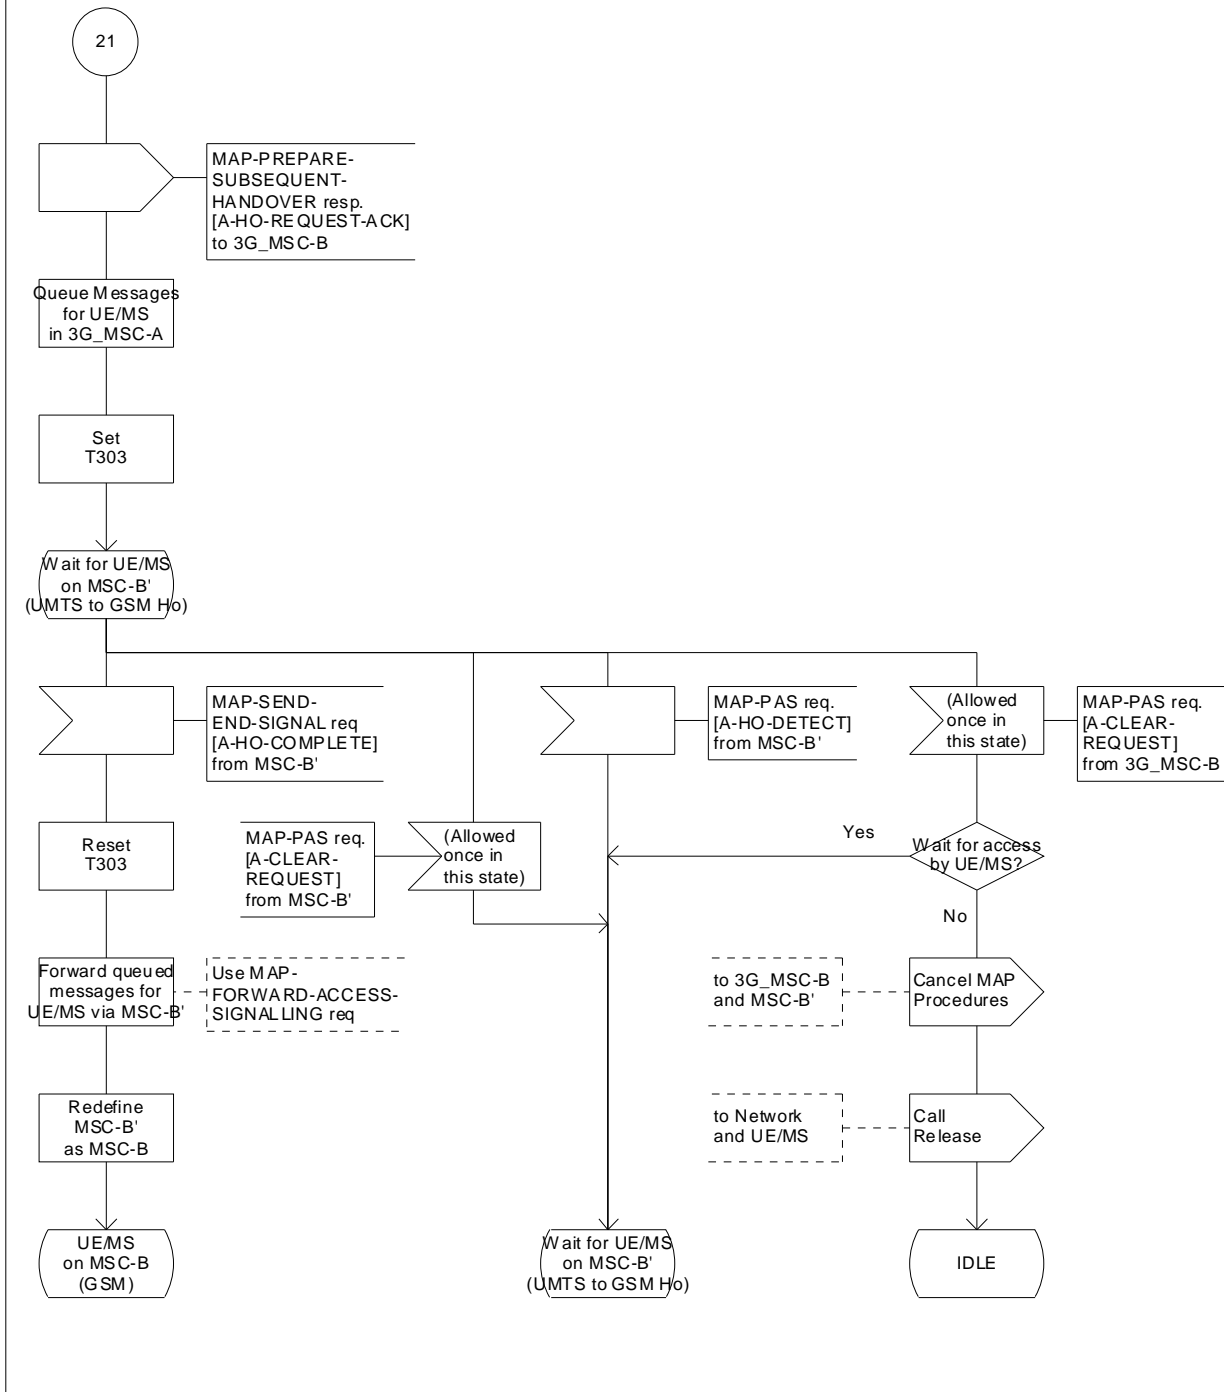 21
MAP-PREPARE-
SUBSEQUENT-
HANDOVER resp.
[A-HO-REQUEST-ACK]
to 3G_MSC-B
Queue Messages
for UE/MS
in 3G_MSC-A
Set
T303
Wait for UE/MS
on MSC-B'
(UMTS to GSM Ho)
MAP-SEND-
END-SIGNAL req
[A-HO-COMPLETE]
from MSC-B'
MAP-PAS req.
[A-HO-DETECT]
from MSC-B'
(Allowed
once in
this state)
MAP-PAS req.
[A-CLEAR-
REQUEST]
from 3G_MSC-B
Reset
T303
MAP-PAS req.
[A-CLEAR-
REQUEST]
from MSC-B'
(Allowed
once in
this state)
Yes
Wait for access
by UE/MS?
No
Forward queued
messages for
UE/MS via MSC-B'
Use MAP-
FORWARD-ACCESS-
SIGNALLING req
to 3G_MSC-B
and MSC-B'
Cancel MAP
Procedures
Redefine
MSC-B'
as MSC-B
to Network
and UE/MS
Call
Release
UE/MS
on MSC-B
(GSM)
Wait for UE/MS
on MSC-B'
(UMTS to GSM Ho)
IDLE